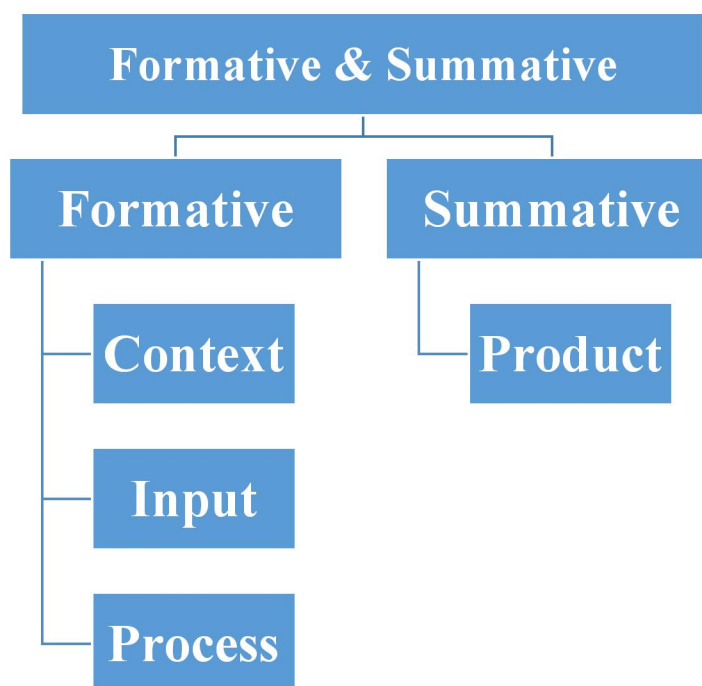 Formative & Summative
Formative
Summative
Context
Product
Input
Process